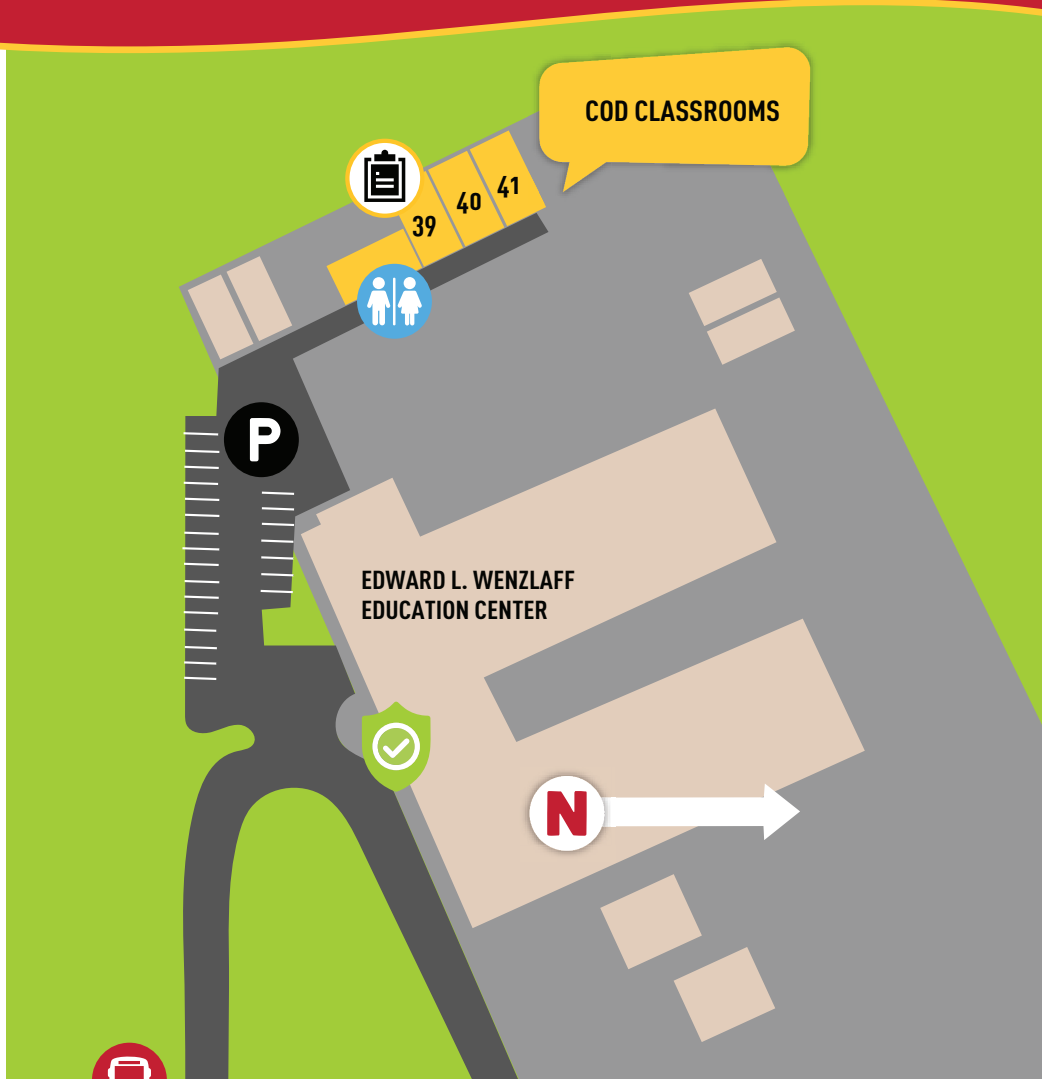 COD CLASSROOMS
41
40
39
P
EDWARD L. WENZLAFF
EDUCATION CENTER
N